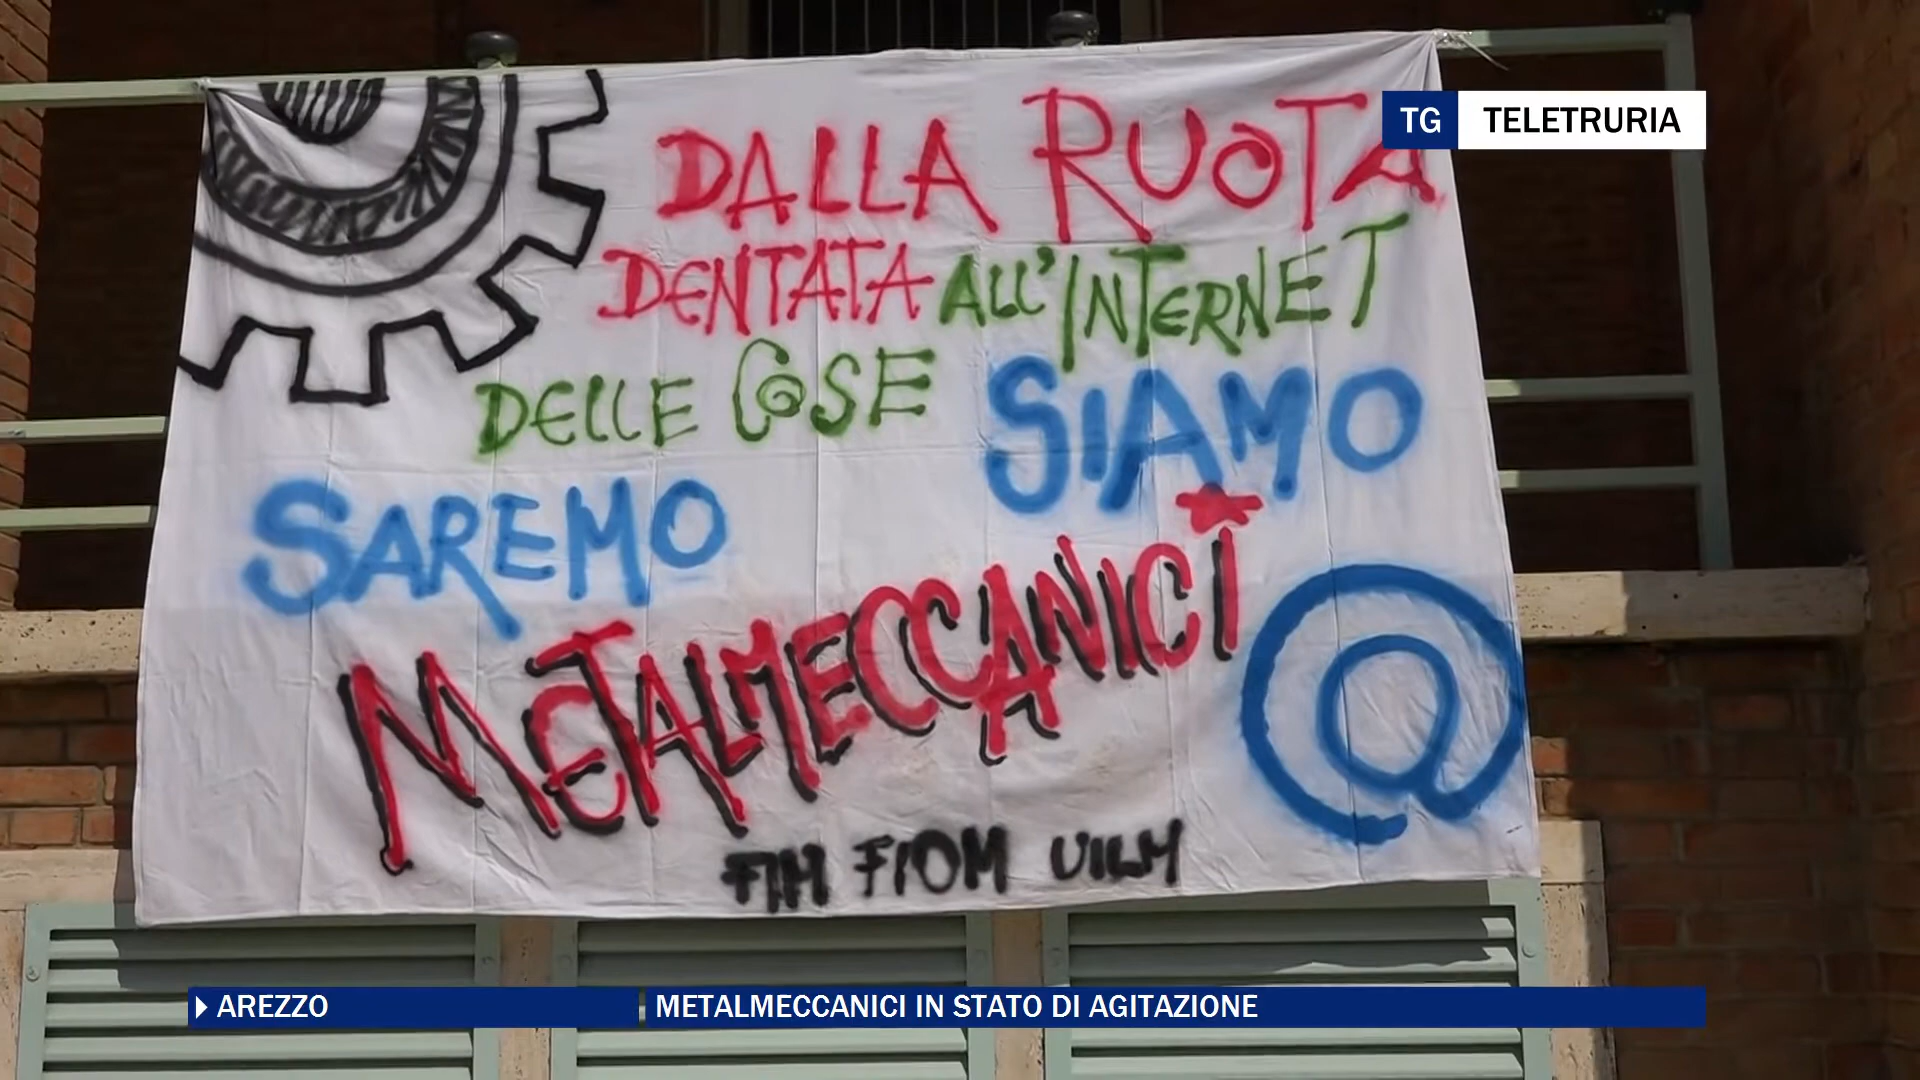 TG TELETRURIA
DALLA RUOTA
DENTATA ALL'INTERNET
DELLE COSE SIAMO
SAREMO
METALMECCANICI
@
FIM FIOM UILM
AREZZO
METALMECCANICI IN STATO DI AGITAZIONE